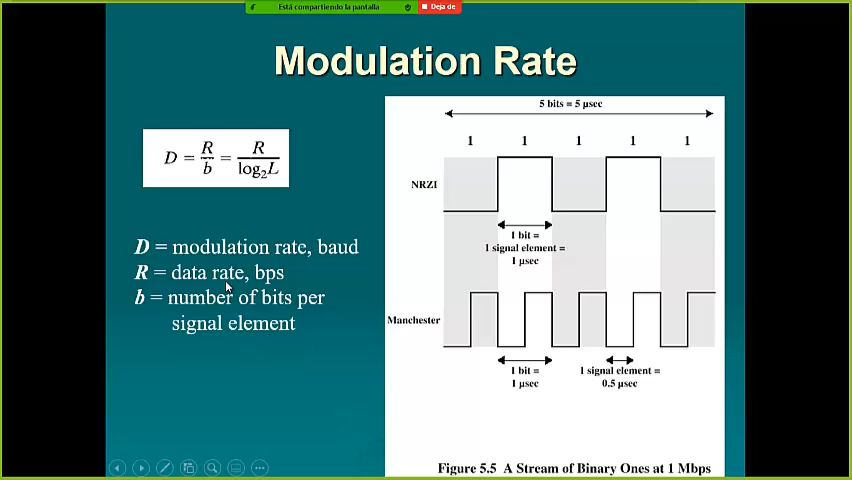 Está compartiendo la pantalla
Deja de
Modulation Rate
D = R/b = R/log₂L
D = modulation rate, baud
R = data rate, bps
b = number of bits per
signal element
5 bits = 5 μsec
1 1 1 1 1
NRZI
1 bit =
1 signal element =
1 μsec
Manchester
1 bit =
1 μsec
1 signal element =
0.5 μsec
Figure 5.5 A Stream of Binary Ones at 1 Mbps